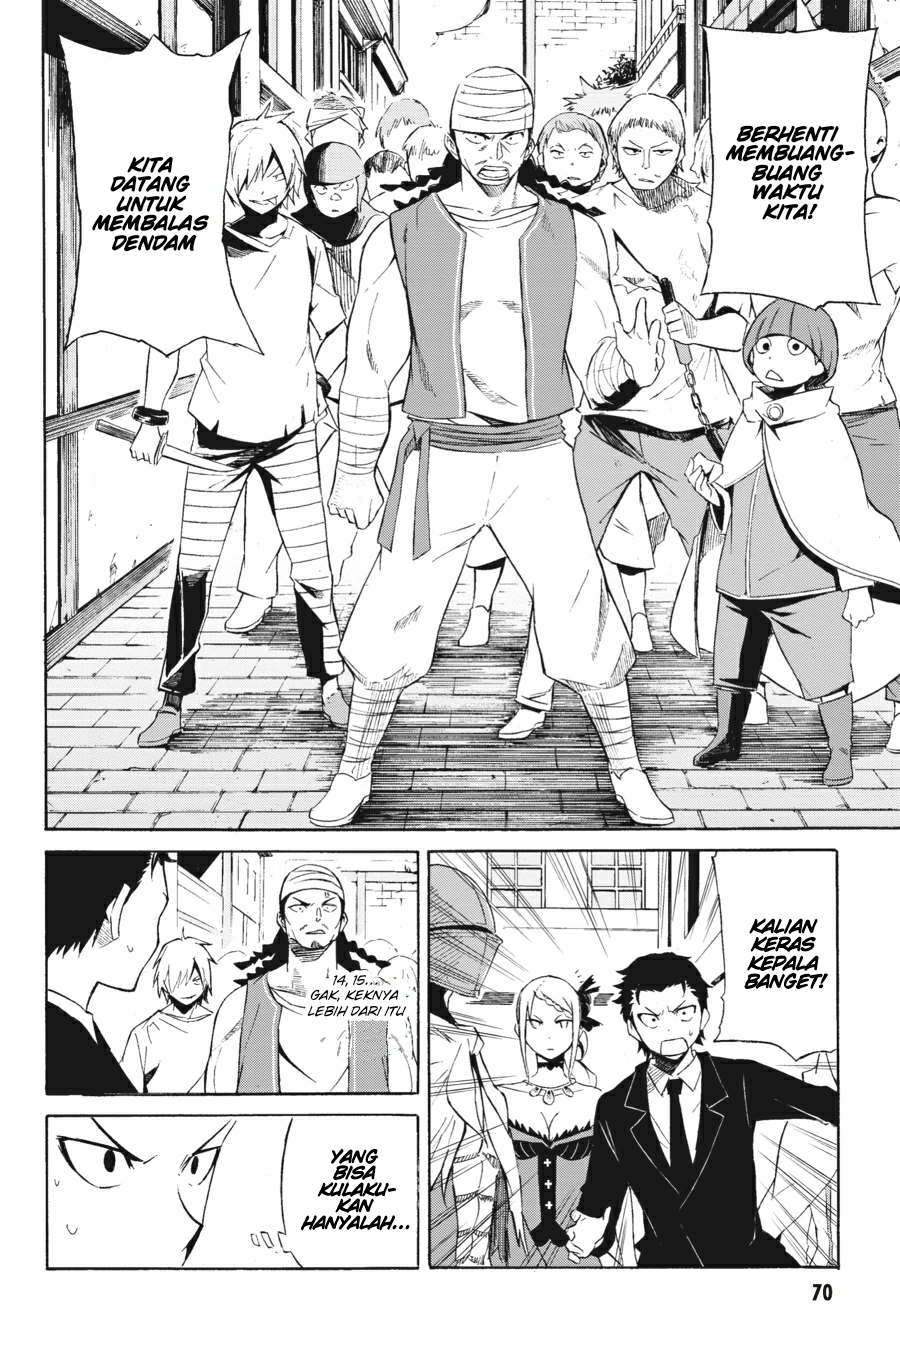 BERHENTI
MEMBUANG-
BUANG
WAKTU
KITA!
KITA
DATANG
UNTUK
MEMBALAS
DENDAM
KALIAN
KERAS
KEPALA
BANGET!
14, 15...
GAK, KEKNYA
LEBIH DARI ITU
YANG
BISA
KULAKU-
KAN
HANYALAH...
70